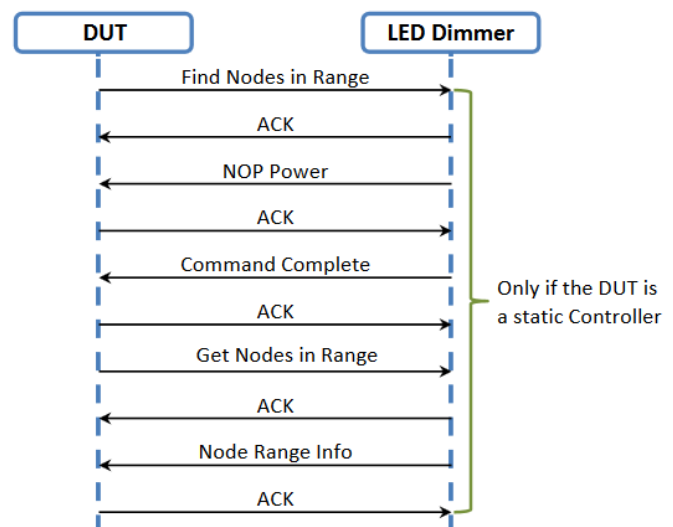 DUT
LED Dimmer
Find Nodes in Range
ACK
NOP Power
ACK
Command Complete
ACK
Get Nodes in Range
ACK
Node Range Info
ACK
Only if the DUT is
a static Controller